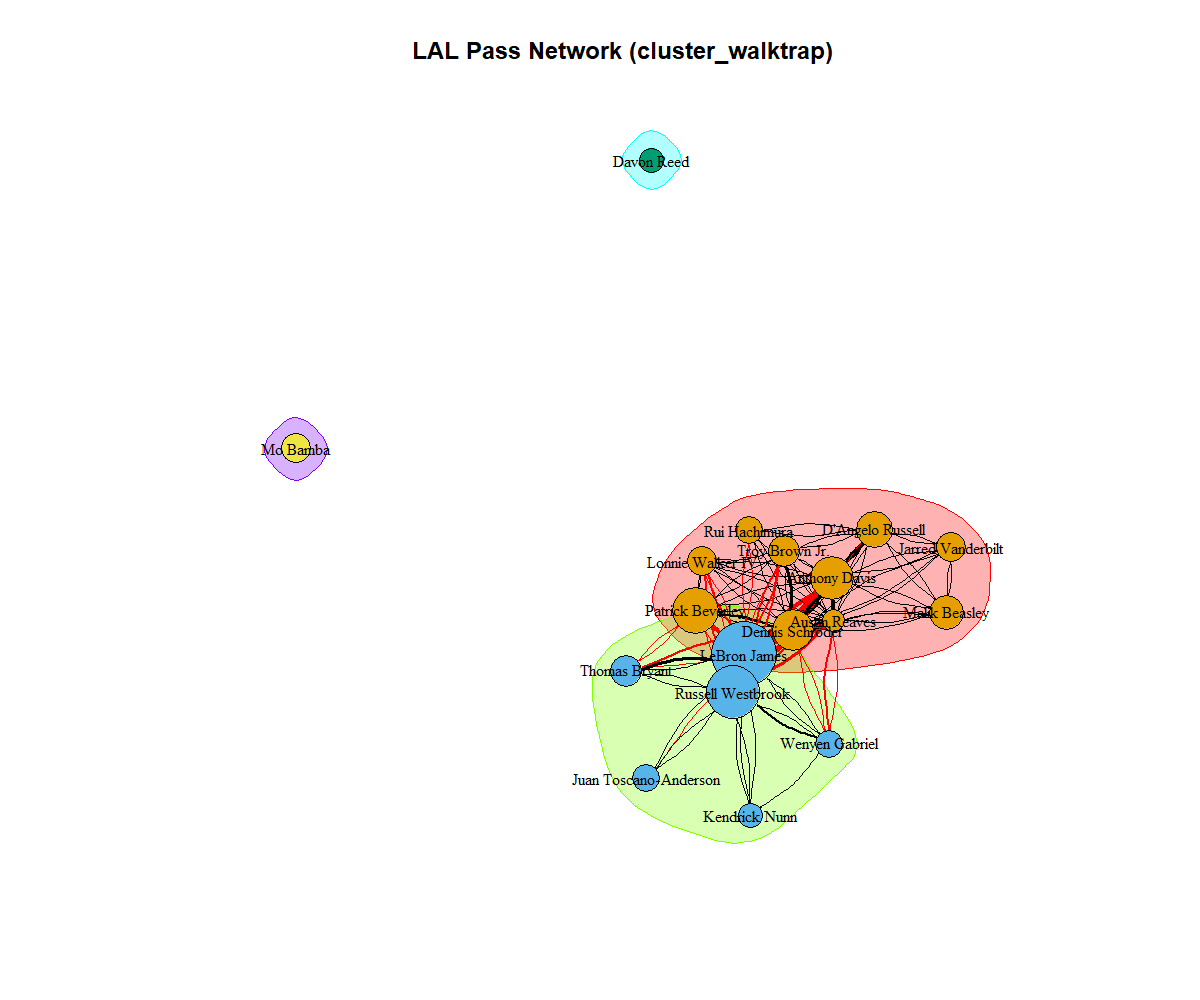 LAL Pass Network (cluster_walktrap)
Davon Reed
Mo Bamba
Rui Hachimura
D'Angelo Russell
Troy Brown Jr.
Jarred Vanderbilt
Lonnie Walker IV
Anthony Davis
Patrick Beverley
Malik Beasley
Austin Reaves
Dennis Schroder
LeBron James
Thomas Bryant
Russell Westbrook
Wenyen Gabriel
Juan Toscano-Anderson
Kendrick Nunn